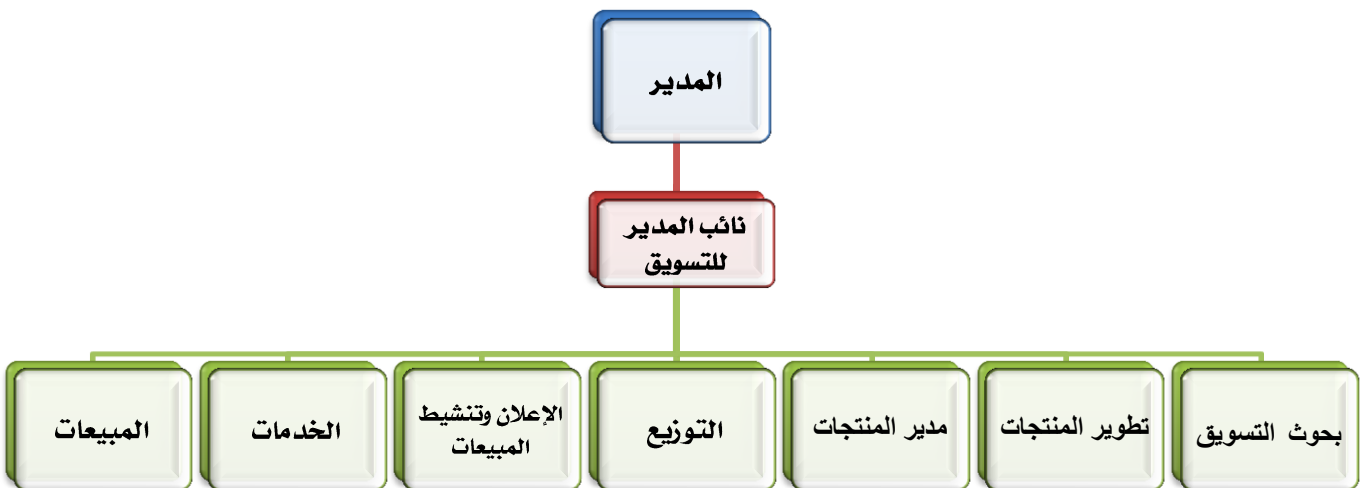 المدير
نائب المدير
للتسويق
بحوث التسويق
تطوير المنتجات
مدير المنتجات
التوزيع
الإعلان وتنشيط
المبيعات
الخدمات
المبيعات